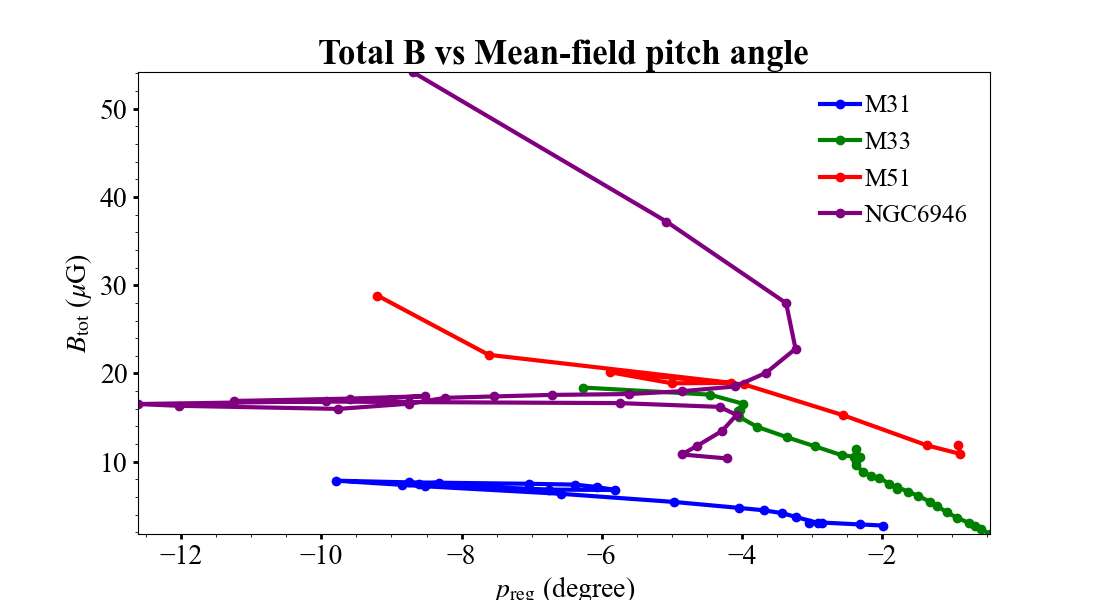 Total B vs Mean-field pitch angle
50
40
30
20
10
B_tot (μG)
M31
M33
M51
NGC6946
−12 −10 −8 −6 −4 −2
p_reg (degree)